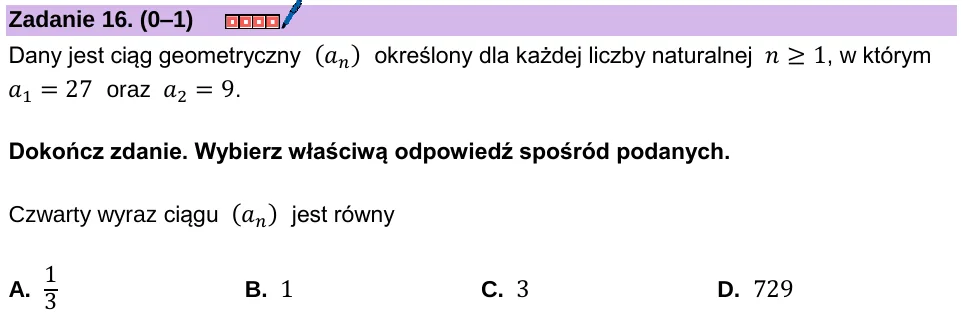 Zadanie 16. (0–1)
Dany jest ciąg geometryczny (aₙ) określony dla każdej liczby naturalnej n ≥ 1, w którym
a₁ = 27 oraz a₂ = 9.
Dokończ zdanie. Wybierz właściwą odpowiedź spośród podanych.
Czwarty wyraz ciągu (aₙ) jest równy
A. 1/3 B. 1 C. 3 D. 729